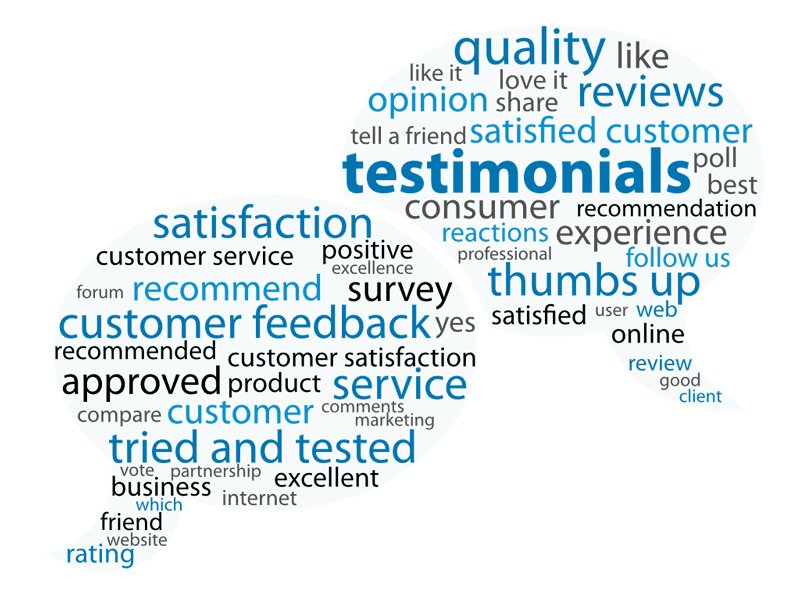 quality like
like it love it
opinion share reviews
tell a friend satisfied customer
testimonials poll
best
consumer recommendation
reactions experience
professional follow us
thumbs up
satisfied user web
online
review
good
client
satisfaction
customer service positive
excellence
forum recommend survey
customer feedback yes
recommended customer satisfaction
approved product service
compare customer comments
marketing
tried and tested
vote partnership
business excellent
which internet
friend
website
rating